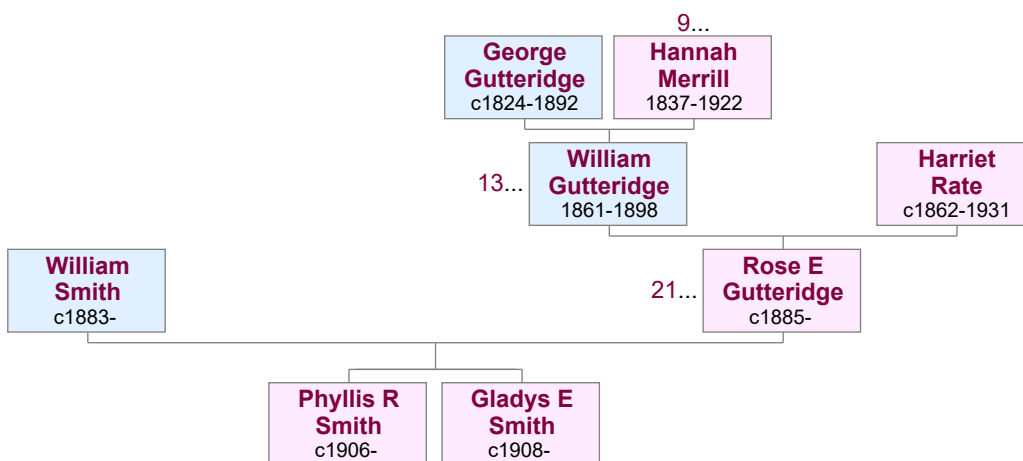 9...
George
Gutteridge
c1824-1892
Hannah
Merrill
1837-1922
13...
William
Gutteridge
1861-1898
Harriet
Rate
c1862-1931
William
Smith
c1883-
21...
Rose E
Gutteridge
c1885-
Phyllis R
Smith
c1906-
Gladys E
Smith
c1908-